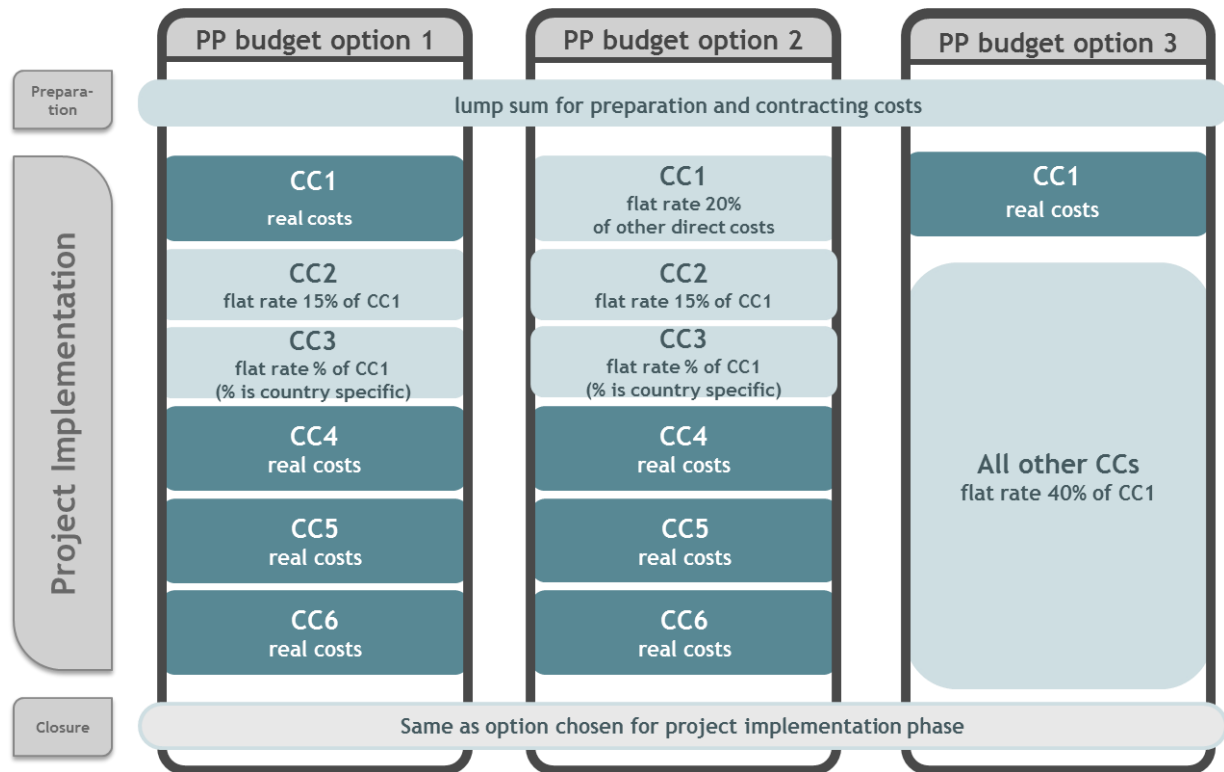 PP budget option 1
PP budget option 2
PP budget option 3
Prepara-
tion
lump sum for preparation and contracting costs
Project Implementation
CC1
real costs
CC2
flat rate 15% of CC1
CC3
flat rate % of CC1
(% is country specific)
CC4
real costs
CC5
real costs
CC6
real costs
CC1
flat rate 20%
of other direct costs
CC2
flat rate 15% of CC1
CC3
flat rate % of CC1
(% is country specific)
CC4
real costs
CC5
real costs
CC6
real costs
CC1
real costs
All other CCs
flat rate 40% of CC1
Closure
Same as option chosen for project implementation phase